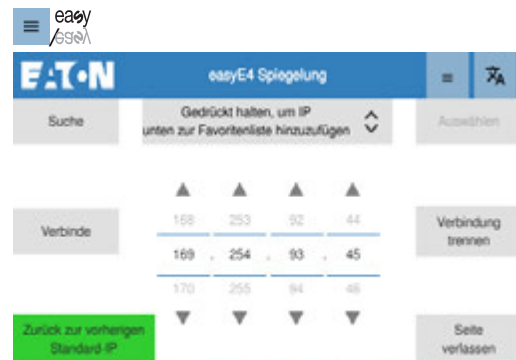 easy
easy
EATON
easyE4 Spiegelung
Suche
Gedrückt halten, um IP
unten zur Favoritenliste hinzuzufügen
Auswählen
168 253 92 44
Verbinde
169 . 254 . 93 . 45
Verbindung
trennen
170 255 94 46
Zurück zur vorherigen
Standard-IP
Seite
verlassen